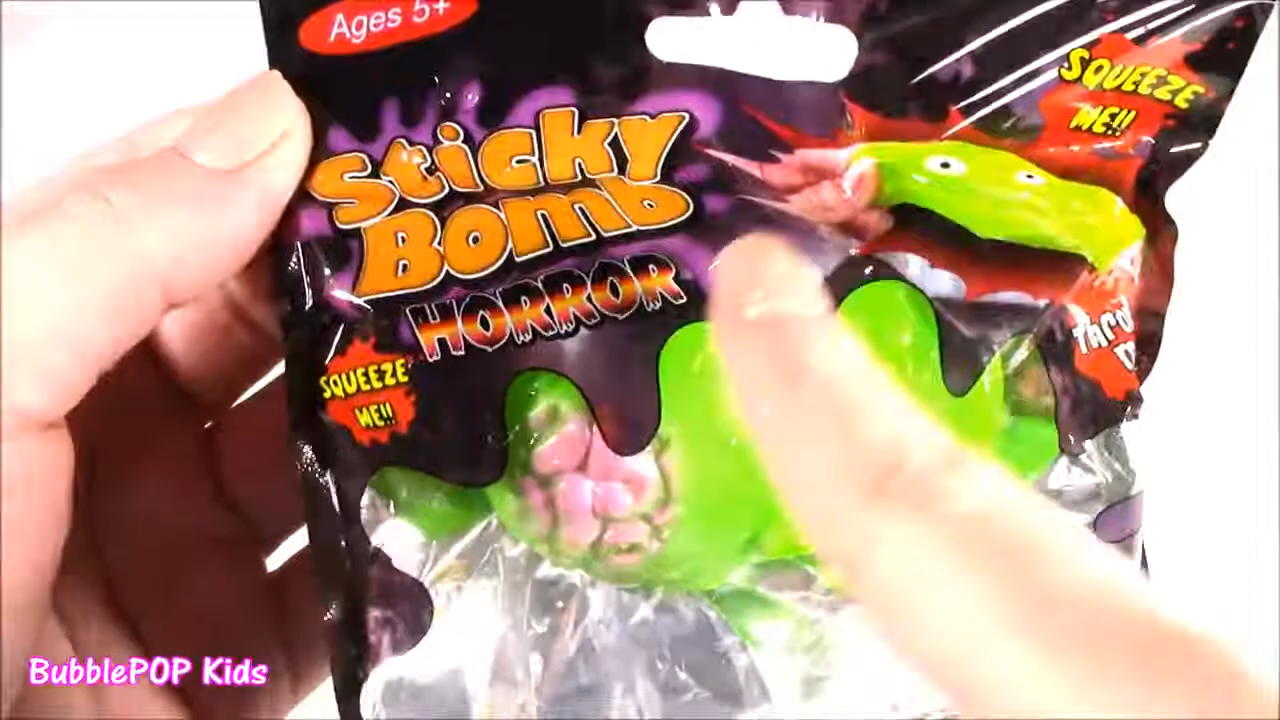 Ages 5+
SQUEEZE
ME!!
Sticky
Bomb
HORROR
SQUEEZE
ME!!
BubblePOP Kids